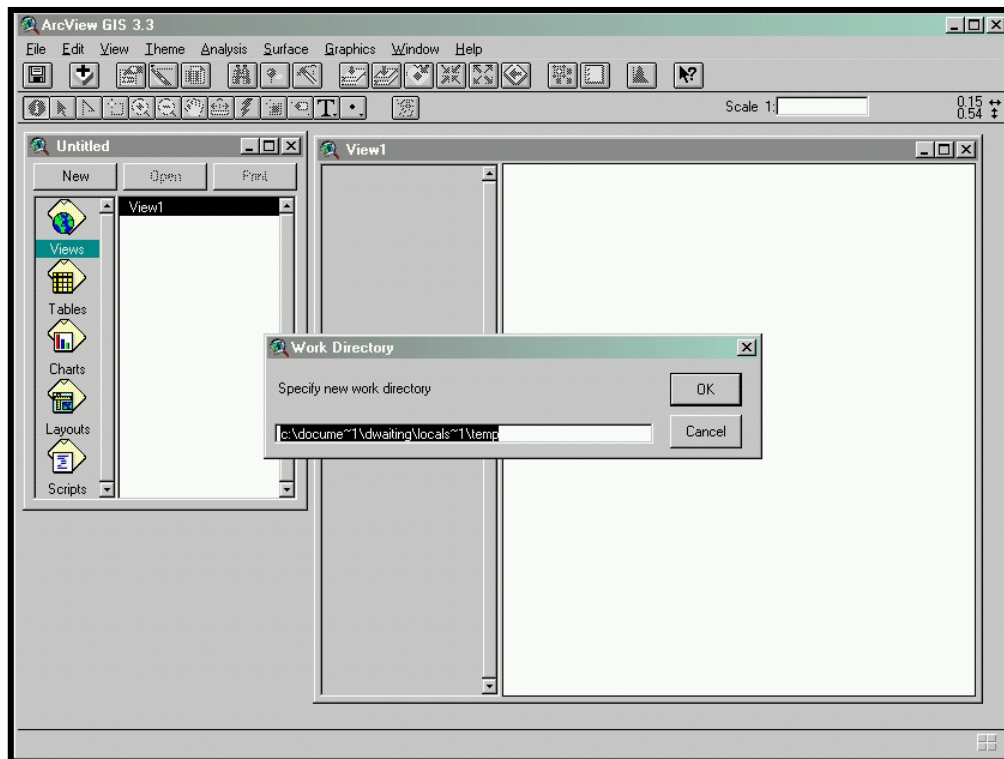 ArcView GIS 3.3
File Edit View Theme Analysis Surface Graphics Window Help
T
Scale 1:
0.15
0.54
Untitled
New Open Print
View1
Views
Tables
Charts
Layouts
Scripts
View1
Work Directory
Specify new work directory
OK
c:\docume~1\dwaiting\locals~1\temp
Cancel